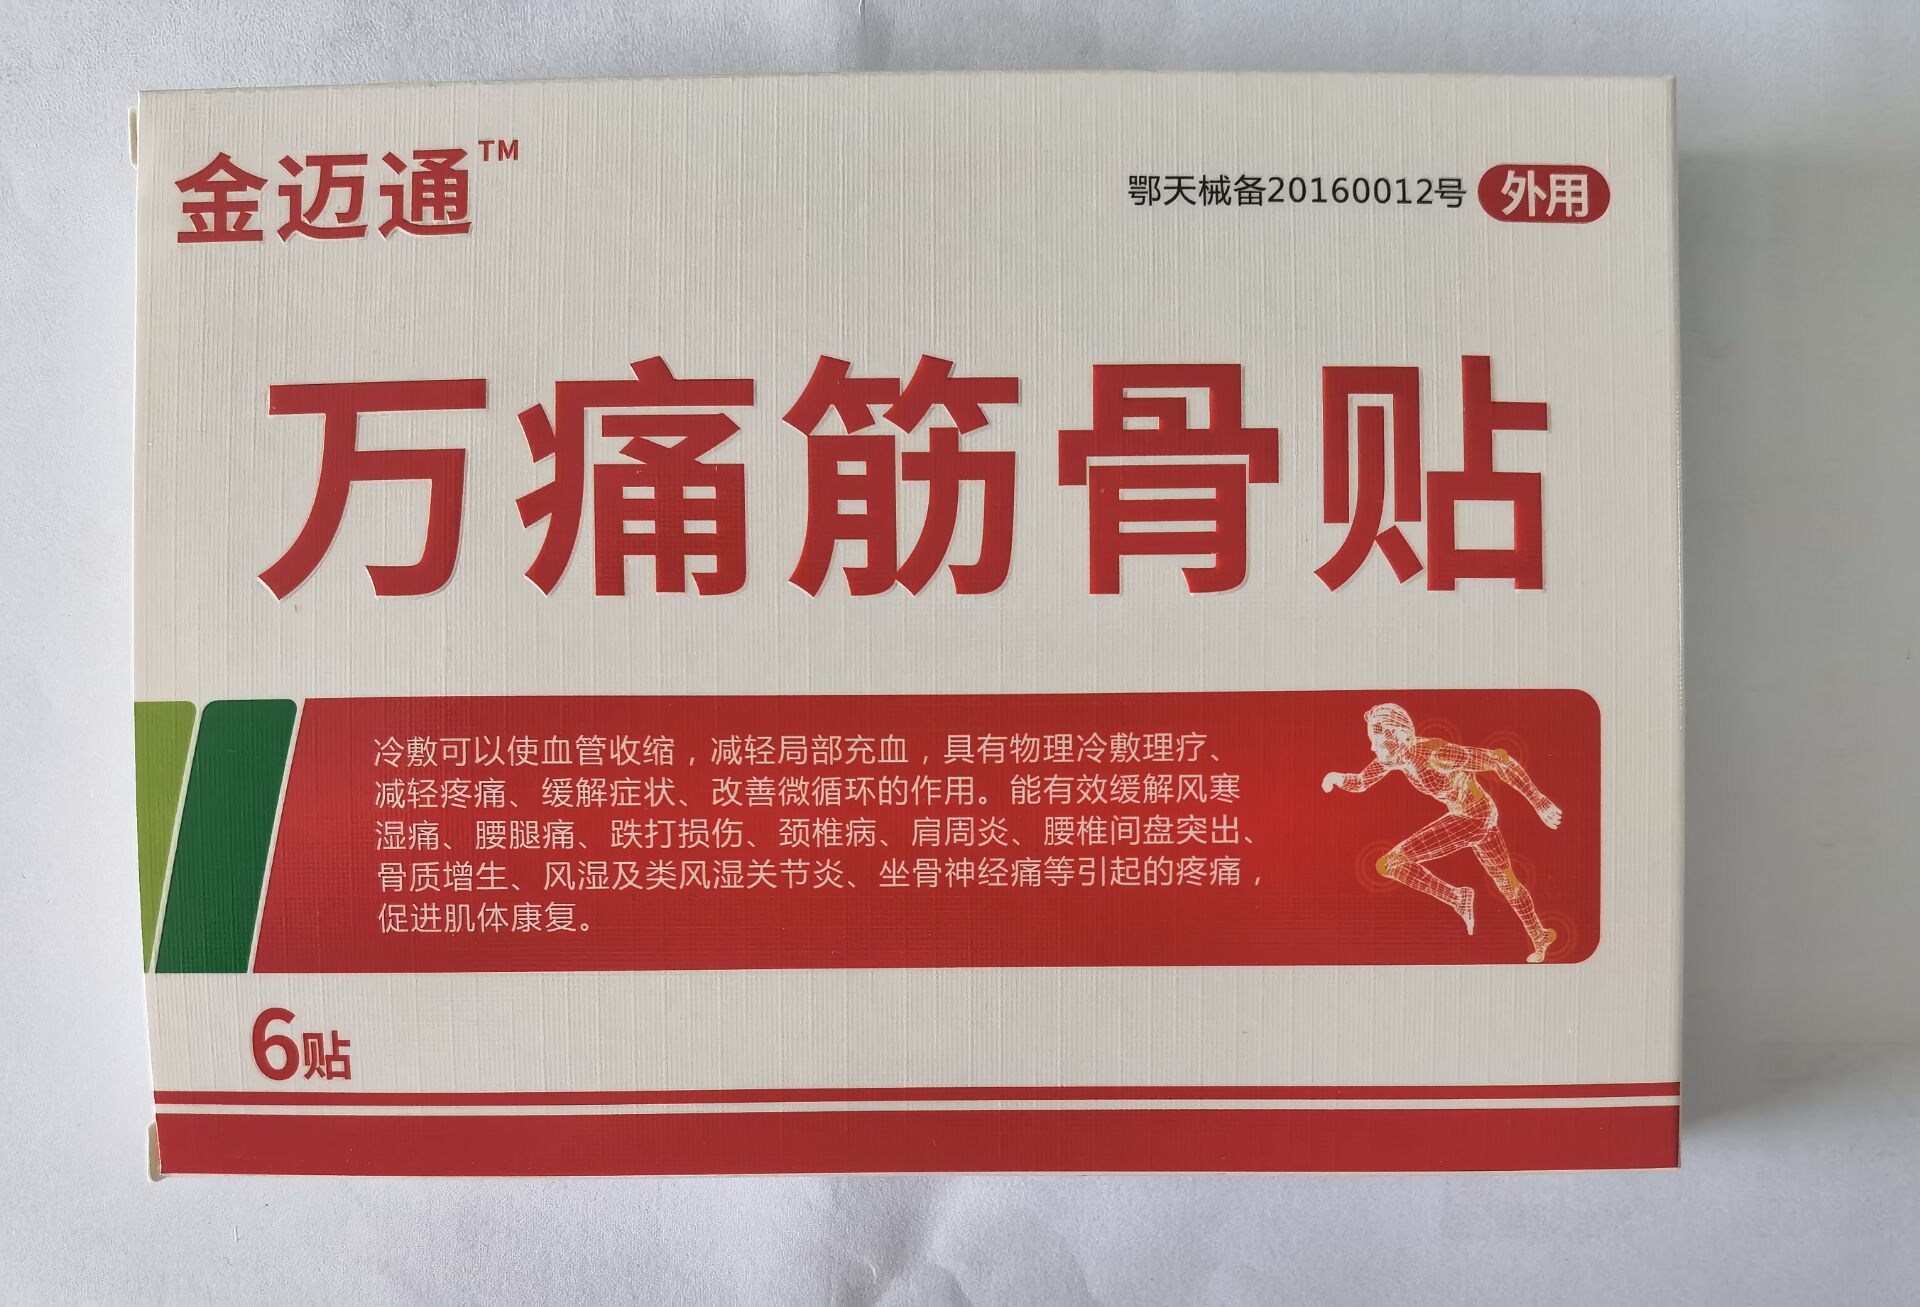 金迈通™
鄂天械备20160012号 外用
万痛筋骨贴
冷敷可以使血管收缩，减轻局部充血，具有物理冷敷理疗、
减轻疼痛、缓解症状、改善微循环的作用。能有效缓解风寒
湿痛、腰腿痛、跌打损伤、颈椎病、肩周炎、腰椎间盘突出、
骨质增生、风湿及类风湿关节炎、坐骨神经痛等引起的疼痛，
促进肌体康复。
6贴